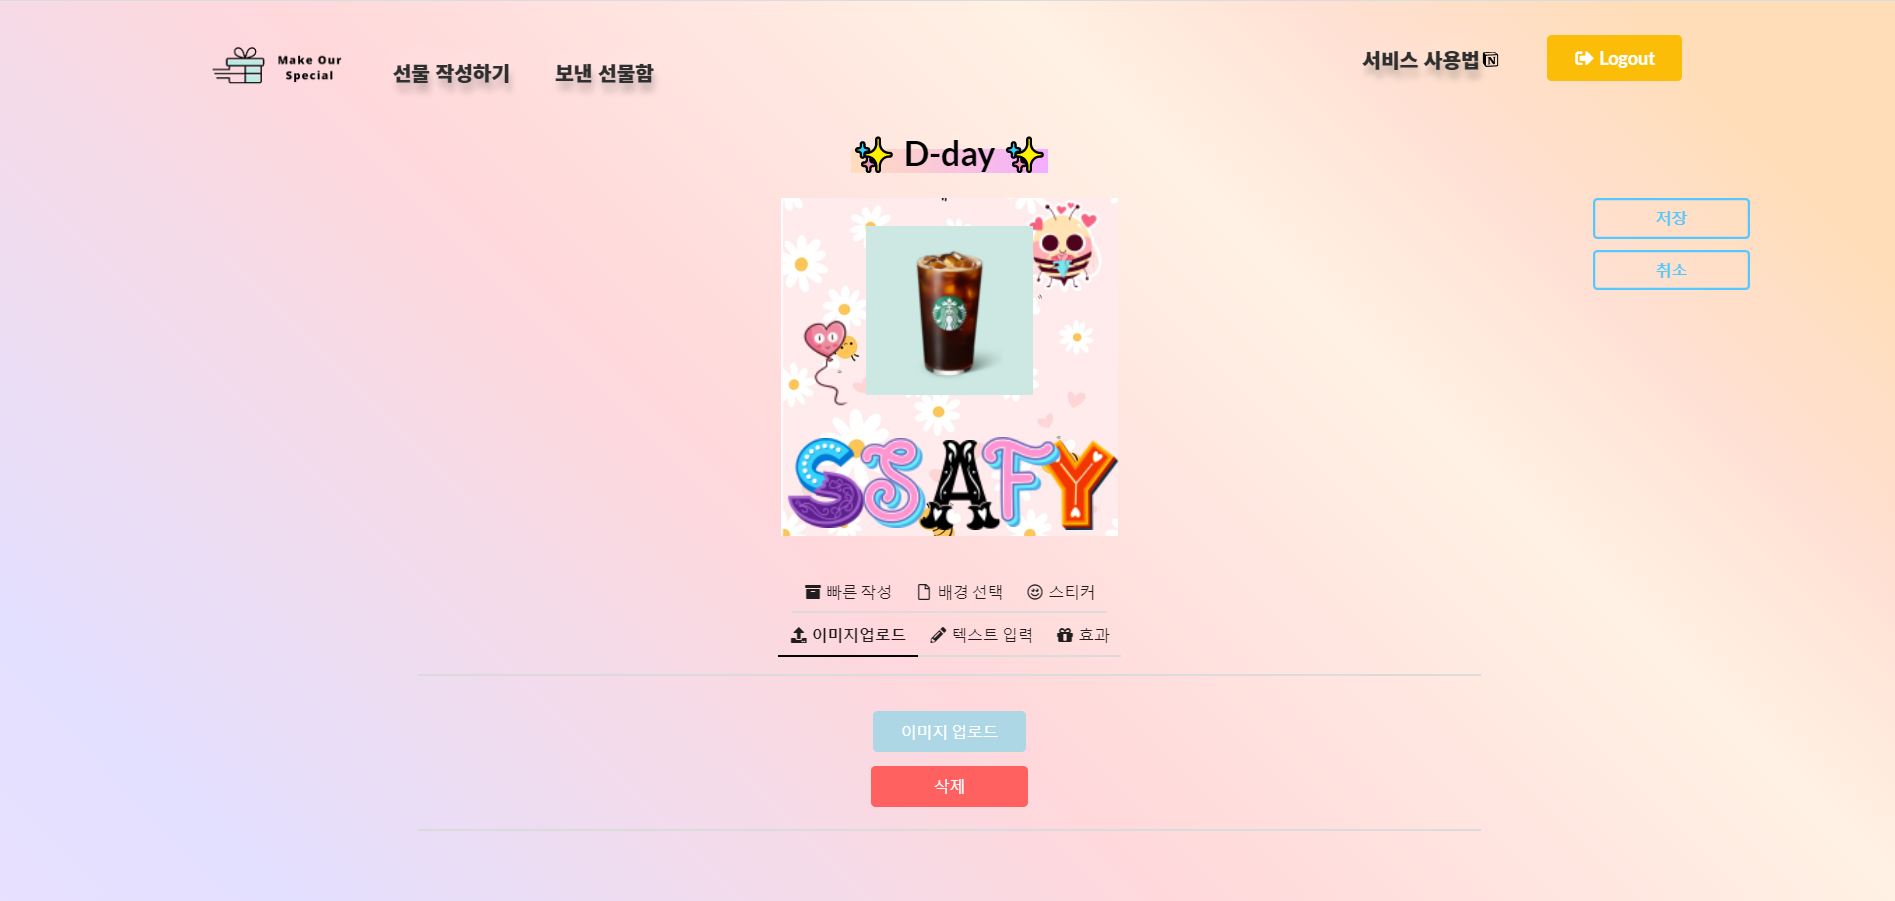 Make Our
Special
선물 작성하기
보낸 선물함
서비스 사용법
Logout
D-day
저장
취소
SSAFY
빠른 작성
배경 선택
스티커
이미지업로드
텍스트 입력
효과
이미지 업로드
삭제